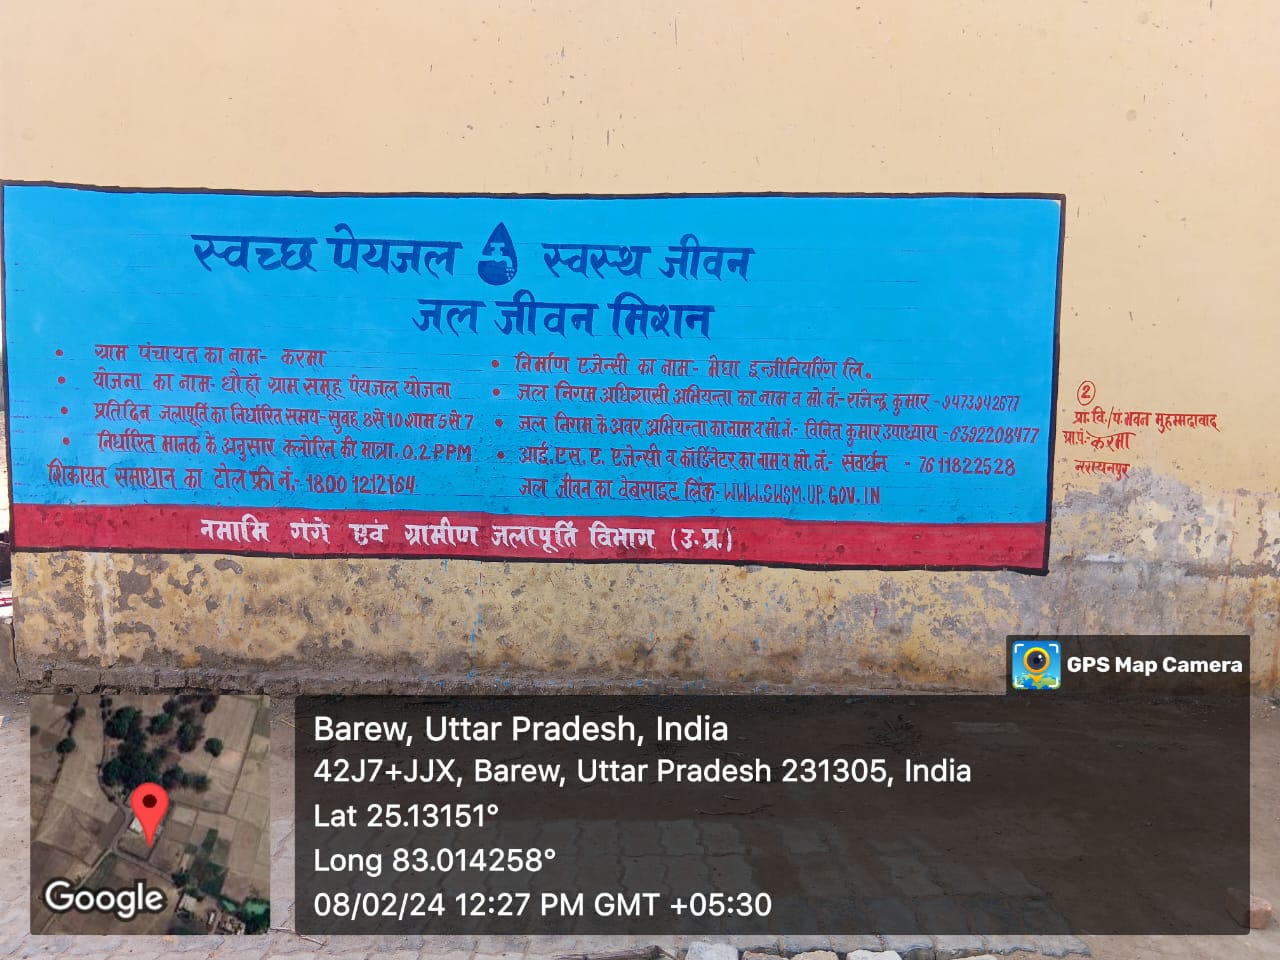 स्वच्छ पेयजल स्वस्थ जीवन
जल जीवन मिशन
• ग्राम पंचायत का नाम- करमा
• योजना का नाम- धौहॉ ग्राम समूह पेयजल योजना
• प्रतिदिन जलापूर्ति का निर्धारित समय-सुबह 8 से 10 शाम 5 से 7
• निर्धारित मानक के अनुसार क्लोरिन की मात्रा. 0.2 PPM
शिकायत समाधान का टोल फ्री नं.- 1800 1212164
• निर्माण एजेन्सी का नाम- मेघा इन्जीनियरिंग लि.
• जल निगम अधिशासी अभियन्ता का नाम व मो.नं.- राजेन्द्र कुमार -9473942677
• जल निगम के अवर अभियन्ता का नाम व मो.नं.- विनित कुमार उपाध्याय -6392208477
• आई.एस.ए. एजेन्सी व कॉर्डिनेटर का नाम व मो.नं.- संवर्धन - 7611822528
जल जीवन का वेबसाइट लिंक-WWW.SWSM.UP.GOV.IN
नमामि गंगे एवं ग्रामीण जलापूर्ति विभाग (उ.प्र.)
2
प्रा.वि./पं.भवन मुहम्मदाबाद
ग्रा.पं:- करमा
नरायनपुर
GPS Map Camera
Barew, Uttar Pradesh, India
42J7+JJX, Barew, Uttar Pradesh 231305, India
Lat 25.13151°
Long 83.014258°
08/02/24 12:27 PM GMT +05:30
Google